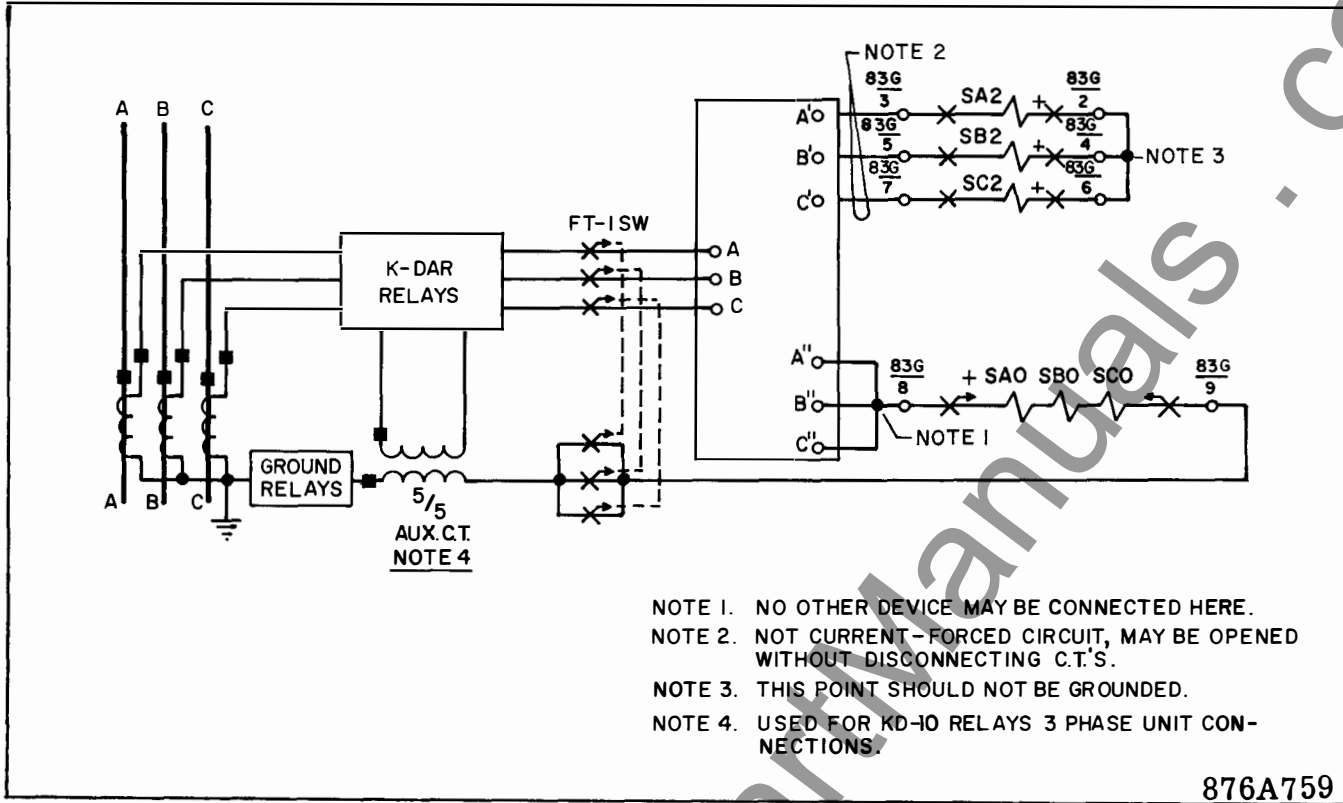 A B C
NOTE 2
83G
3
SA2
+
83G
2
A'
83G
5
SB2
+
83G
4
B'
NOTE 3
83G
7
SC2
+
83G
6
C'
FT-1 SW
K-DAR
RELAYS
A
B
C
A"
B"
C"
83G
8
+ SAO SBO SCO
83G
9
NOTE 1
GROUND
RELAYS
5/5
AUX. C.T.
NOTE 4
A B C
NOTE 1. NO OTHER DEVICE MAY BE CONNECTED HERE.
NOTE 2. NOT CURRENT-FORCED CIRCUIT, MAY BE OPENED
WITHOUT DISCONNECTING C.T.'S.
NOTE 3. THIS POINT SHOULD NOT BE GROUNDED.
NOTE 4. USED FOR KD-10 RELAYS 3 PHASE UNIT CON-
NECTIONS.
876A759